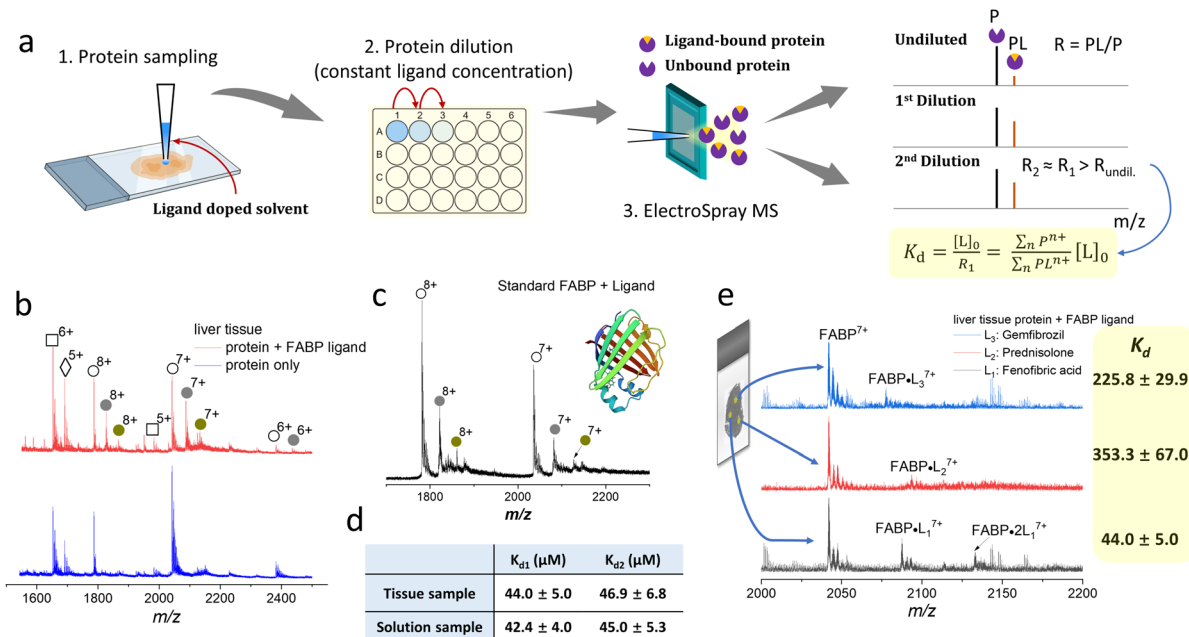 a
1. Protein sampling
Ligand doped solvent
2. Protein dilution
(constant ligand concentration)
1 2 3 4 5 6
A
B
C
D
Ligand-bound protein
Unbound protein
3. ElectroSpray MS
P
Undiluted
PL
R = PL/P
1st Dilution
2nd Dilution
R₂ ≈ R₁ > Rundil.
m/z
Kd = [L]₀/R₁ = ∑n Pⁿ⁺/∑n PLⁿ⁺ [L]₀
b
6+
5+
8+
7+
liver tissue
protein + FABP ligand
protein only
8+
7+
8+
7+
5+
6+
6+
1600 1800 2000 2200 2400
m/z
c
Standard FABP + Ligand
8+
7+
8+
8+
7+
7+
1800 2000 2200
m/z
d
Kd1 (µM) Kd2 (µM)
Tissue sample 44.0 ± 5.0 46.9 ± 6.8
Solution sample 42.4 ± 4.0 45.0 ± 5.3
e
liver tissue protein + FABP ligand
L₃: Gemfibrozil
L₂: Prednisolone
L₁: Fenofibric acid
FABP⁷⁺
FABP•L₃⁷⁺
FABP•L₂⁷⁺
FABP•L₁⁷⁺
FABP•2L₁⁷⁺
2000 2050 2100 2150 2200
m/z
Kd
225.8 ± 29.9
353.3 ± 67.0
44.0 ± 5.0